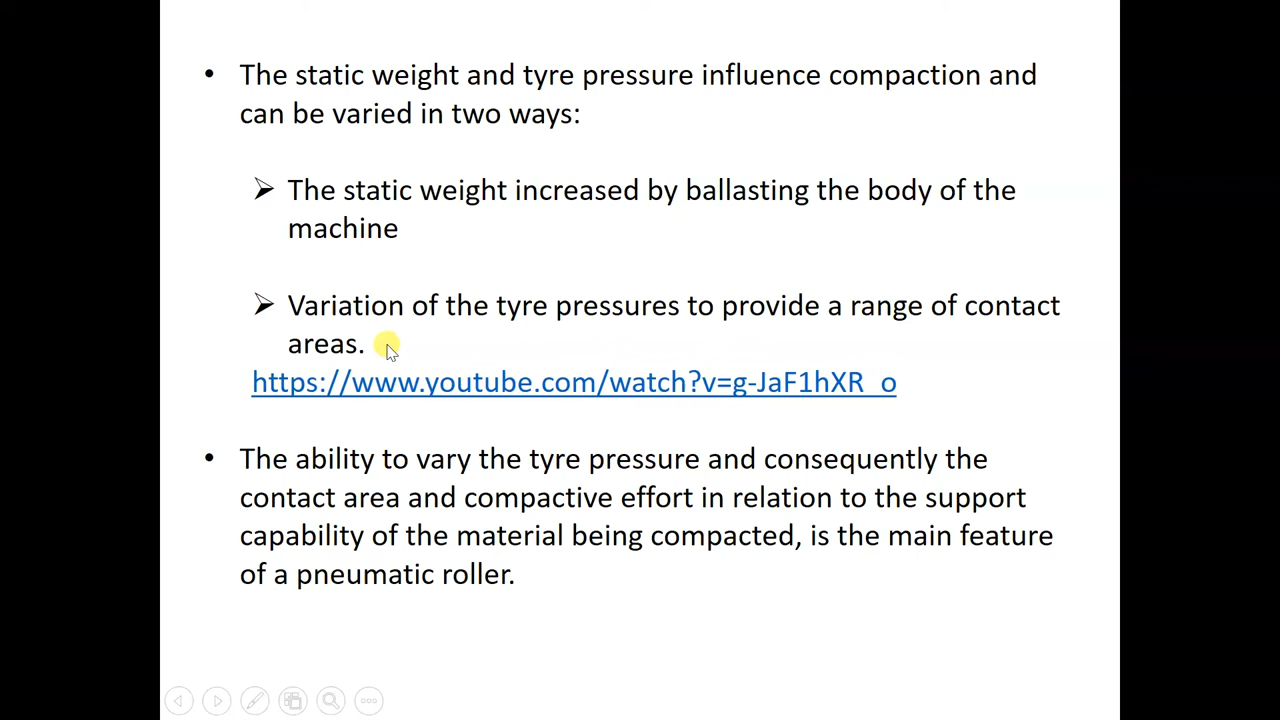 • The static weight and tyre pressure influence compaction and
can be varied in two ways:
➢ The static weight increased by ballasting the body of the
machine
➢ Variation of the tyre pressures to provide a range of contact
areas.
https://www.youtube.com/watch?v=g-JaF1hXR_o
• The ability to vary the tyre pressure and consequently the
contact area and compactive effort in relation to the support
capability of the material being compacted, is the main feature
of a pneumatic roller.